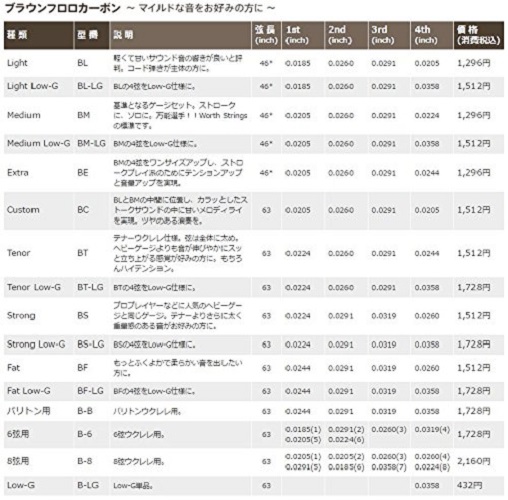 ブラウンフロロカーボン ～ マイルドな音をお好みの方に ～
種類 型番 説明 弦長(inch) 1st(inch) 2nd(inch) 3rd(inch) 4th(inch) 価格(消費税込)
Light BL 軽くて甘いサウンド音の響きが良いと評判。コード弾きが主体の方に。 46* 0.0185 0.0260 0.0291 0.0205 1,296円
Light Low-G BL-LG BLの4弦をLow-G仕様に。 46* 0.0185 0.0260 0.0291 0.0358 1,512円
Medium BM 基準となるゲージセット。ストロークに、ソロに。万能選手！！Worth Stringsの標準です。 46* 0.0205 0.0260 0.0291 0.0224 1,296円
Medium Low-G BM-LG BMの4弦をLow-G仕様に。 46* 0.0205 0.0260 0.0291 0.0358 1,512円
Extra BE BMの4弦をワンサイズアップし、ストロークプレイ派のためにテンションアップと音量アップを実現。 46* 0.0205 0.0260 0.0291 0.0244 1,296円
Custom BC BLとBMの中間に位置し、カラッとしたストークサウンドの中に甘いメロディライを実現。ツヤのある演奏を。 63 0.0205 0.0260 0.0291 0.0205 1,512円
Tenor BT テナーウクレレ仕様。弦は全体に太め。ヘビーゲージよりも音が伸びやかにスッと立ち上がる感覚が好みの方に。もちろんハイテンション。 63 0.0224 0.0260 0.0291 0.0244 1,512円
Tenor Low-G BT-LG BTの4弦をLow-G仕様に。 63 0.0224 0.0260 0.0291 0.0358 1,728円
Strong BS プロプレイヤーなどに人気のヘビーゲージと同じゲージ。テナーよりさらに太く重量感のある音がお好みの方に。 63 0.0224 0.0291 0.0319 0.0260 1,512円
Strong Low-G BS-LG BSの4弦をLow-G仕様に。 63 0.0224 0.0291 0.0319 0.0358 1,728円
Fat BF もっとふくよかで柔らかい音を出したい方に。 63 0.0244 0.0291 0.0319 0.0260 1,512円
Fat Low-G BF-LG BFの4弦をLow-G仕様に。 63 0.0244 0.0291 0.0319 0.0358 1,728円
バリトン用 B-B バリトンウクレレ用。 63 0.0244 0.0291 0.0319 0.0358 1,728円
6弦用 B-6 6弦ウクレレ用。 63 0.0185(1) 0.0205(5) 0.0291(2) 0.0224(6) 0.0260(3) 0.0319(4) 1,728円
8弦用 B-8 8弦ウクレレ用。 63 0.0205(1) 0.0291(5) 0.0205(2) 0.0185(6) 0.0260(3) 0.0358(7) 0.0260(4) 0.0224(8) 2,160円
Low-G B-LG Low-G単品。 63 0.0358 432円